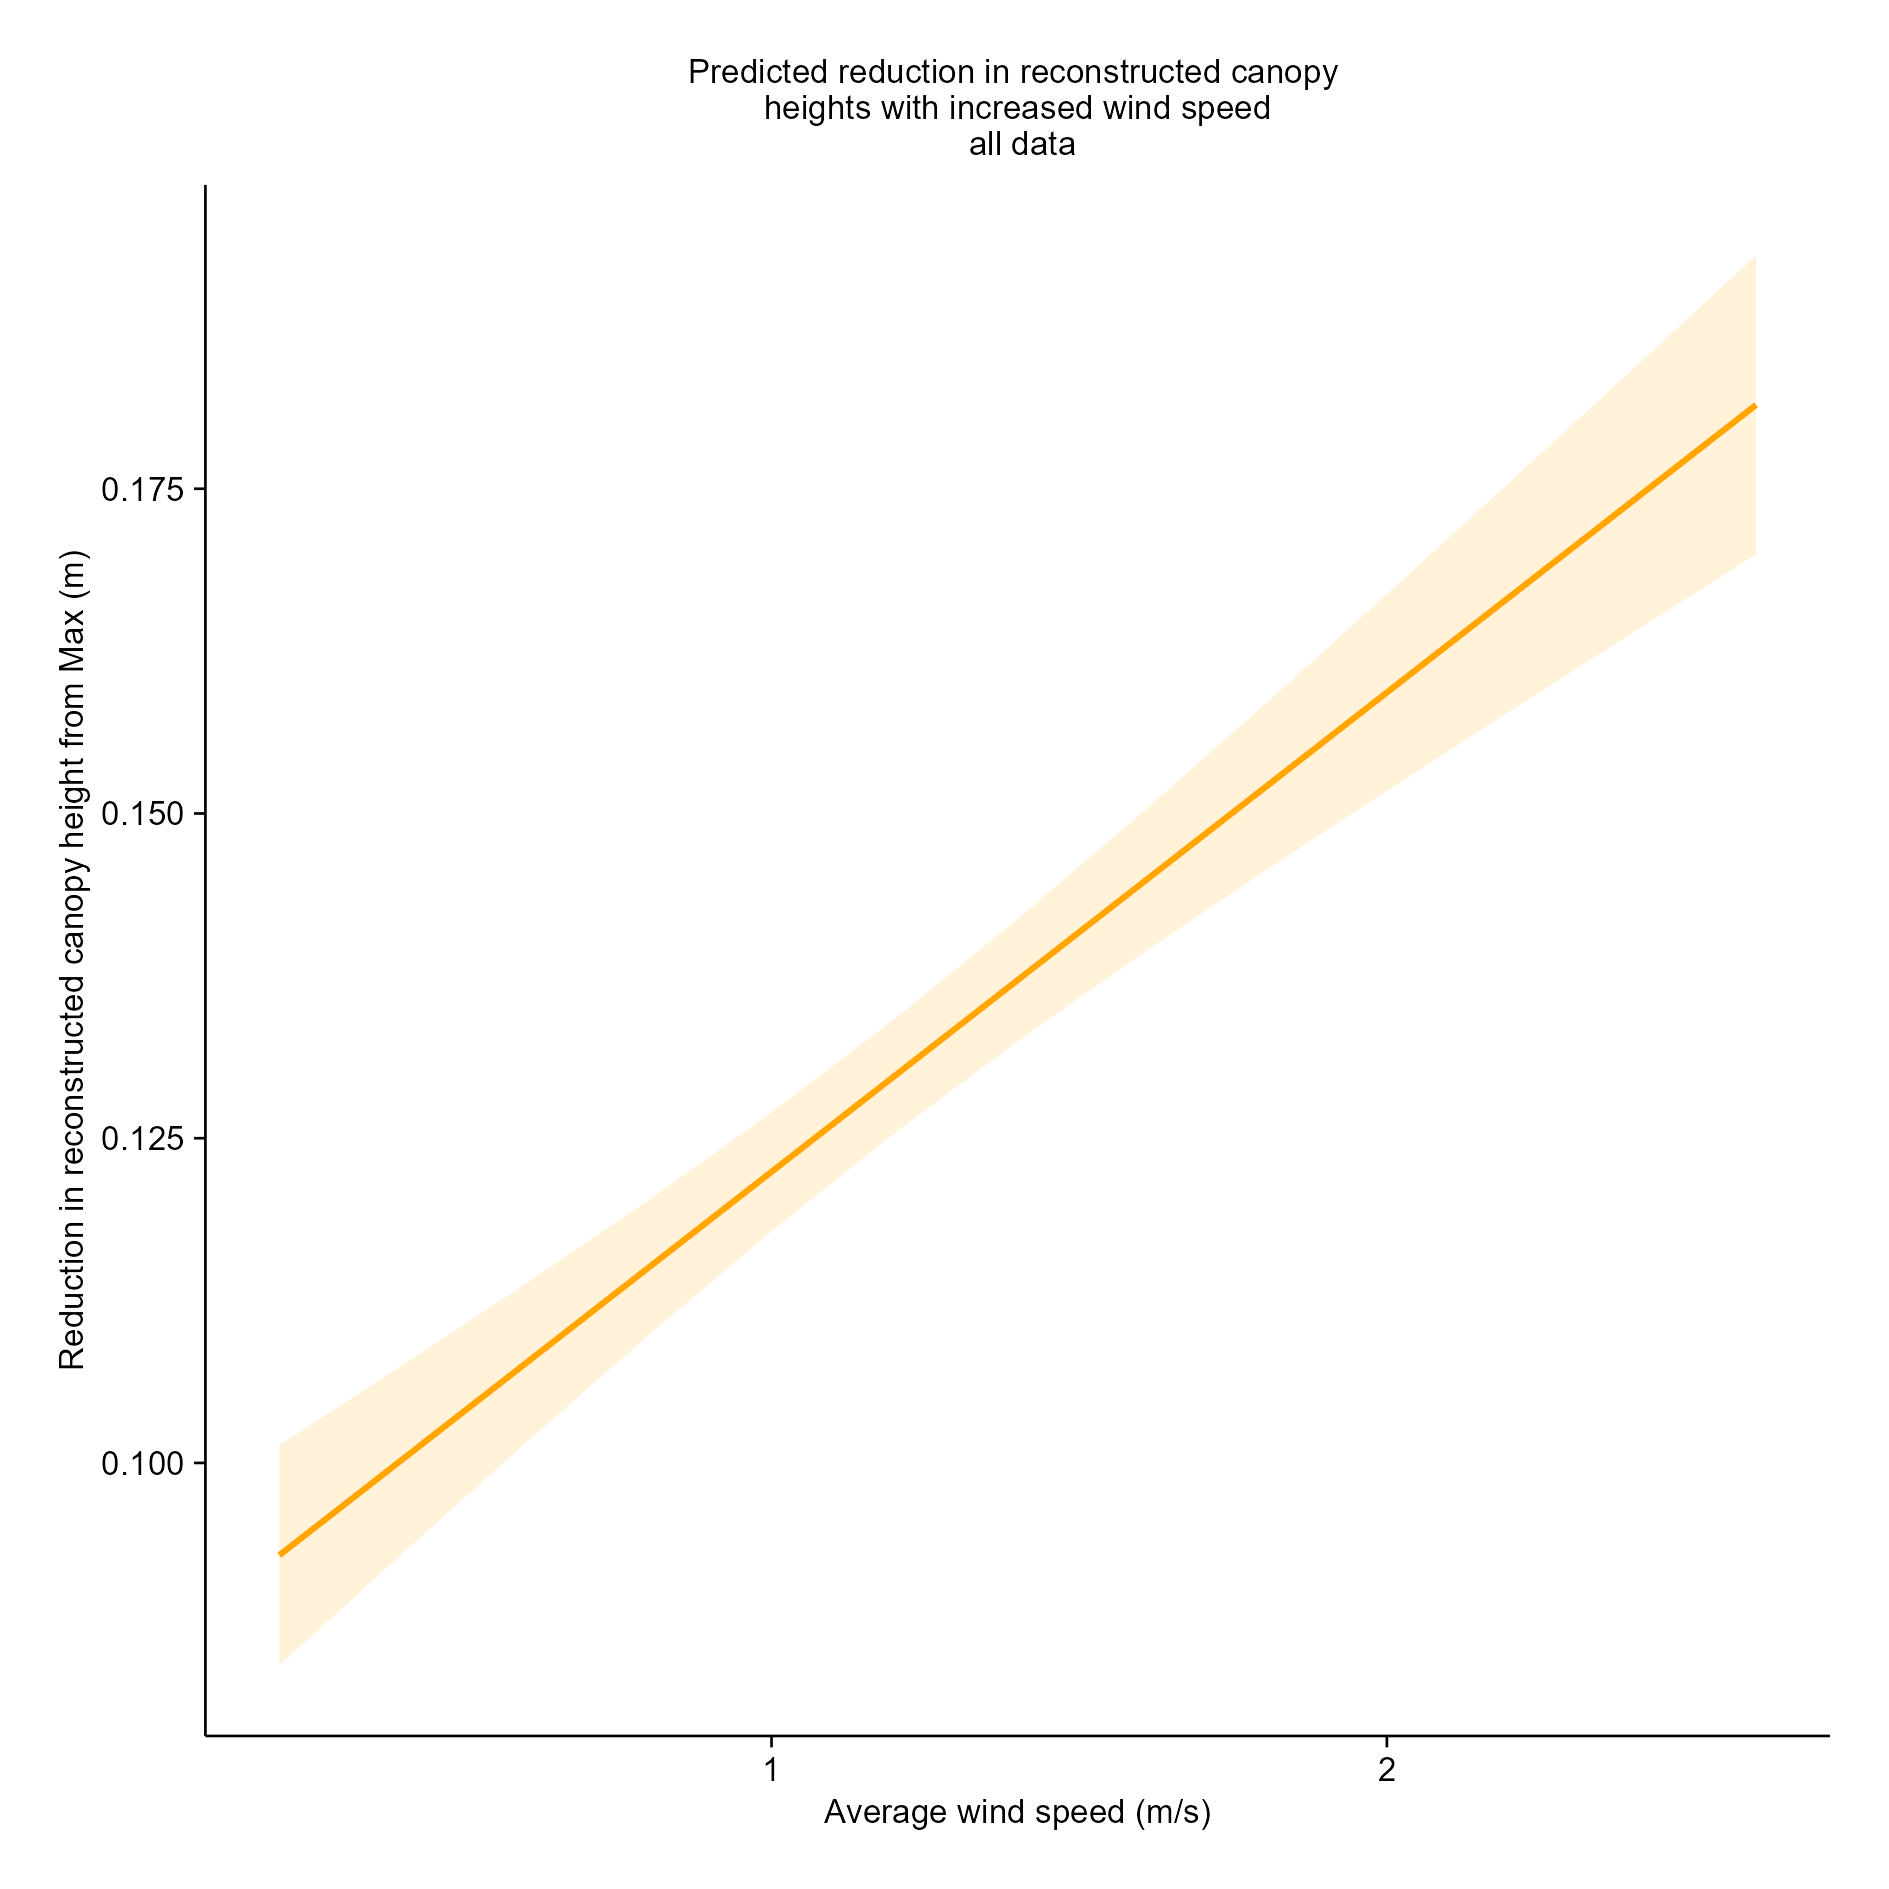 Predicted reduction in reconstructed canopy
heights with increased wind speed
all data
Reduction in reconstructed canopy height from Max (m)
0.175
0.150
0.125
0.100
1
2
Average wind speed (m/s)